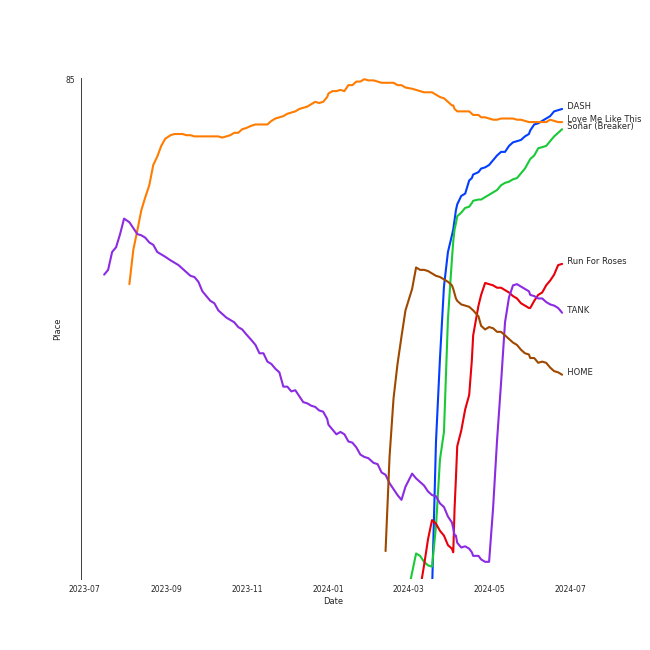 85
DASH
Love Me Like This
Sonar (Breaker)
Run For Roses
TANK
Place
HOME
2023-07 2023-09 2023-11 2024-01 2024-03 2024-05 2024-07
Date